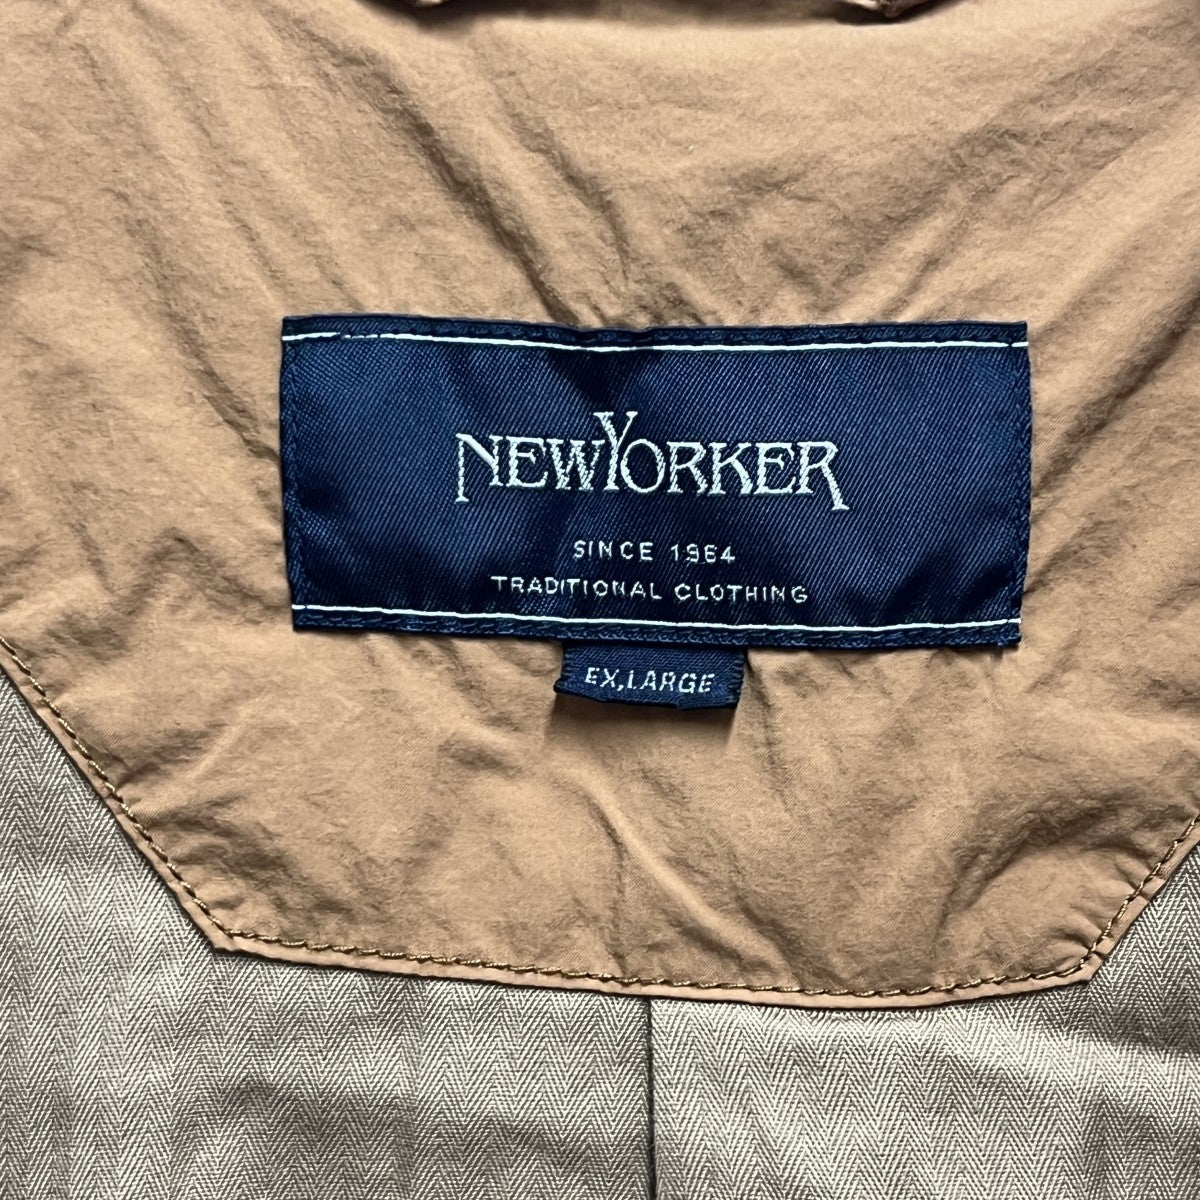 NEWYORKER
SINCE 1964
TRADITIONAL CLOTHING
EX,LARGE